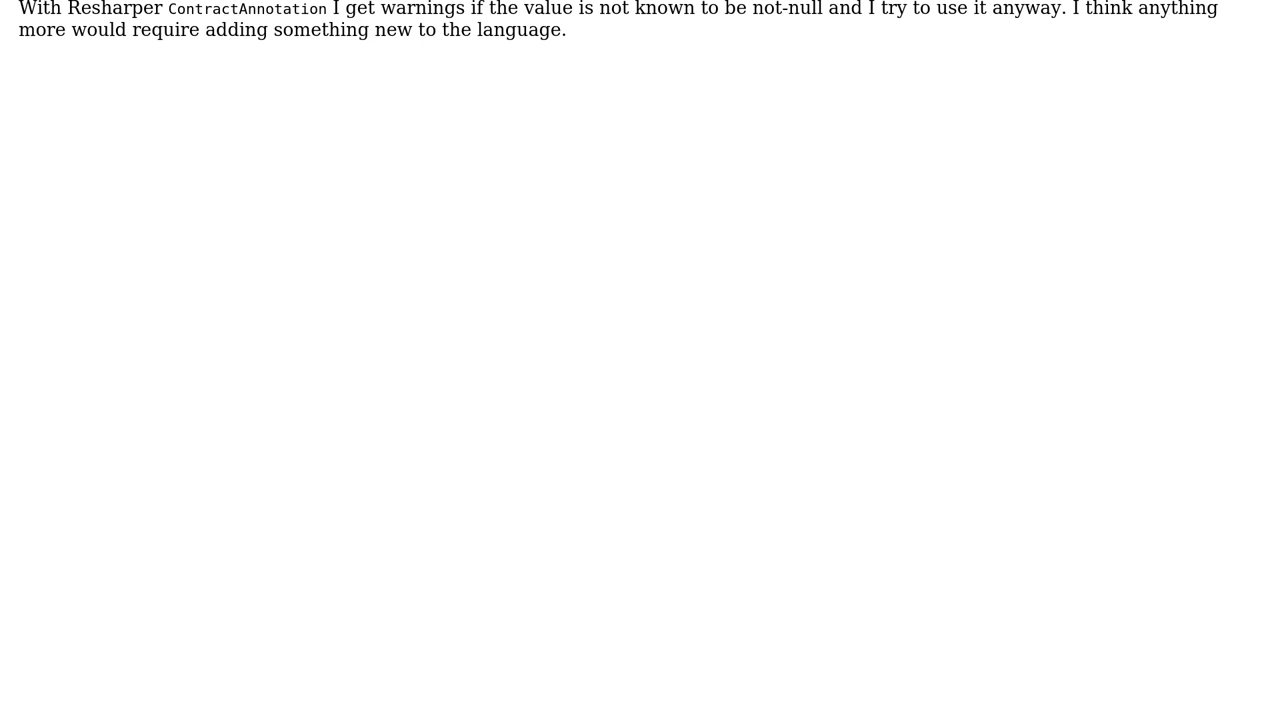 With Resharper ContractAnnotation I get warnings if the value is not known to be not-null and I try to use it anyway. I think anything
more would require adding something new to the language.